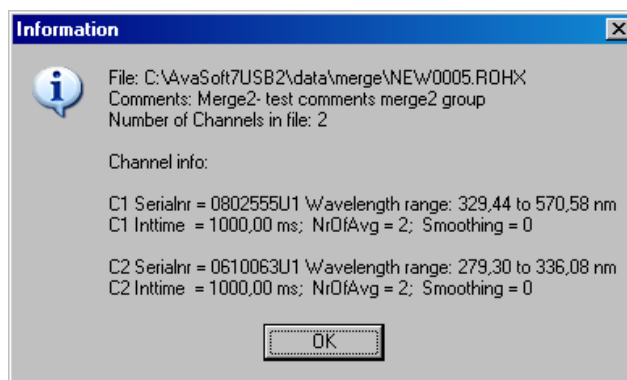 Information
File: C:\AvaSoft7USB2\data\merge\NEW0005.ROHX
Comments: Merge2- test comments merge2 group
Number of Channels in file: 2
Channel info:
C1 Serialnr = 0802555U1 Wavelength range: 329,44 to 570,58 nm
C1 Inttime = 1000,00 ms; NrOfAvg = 2; Smoothing = 0
C2 Serialnr = 0610063U1 Wavelength range: 279,30 to 336,08 nm
C2 Inttime = 1000,00 ms; NrOfAvg = 2; Smoothing = 0
OK